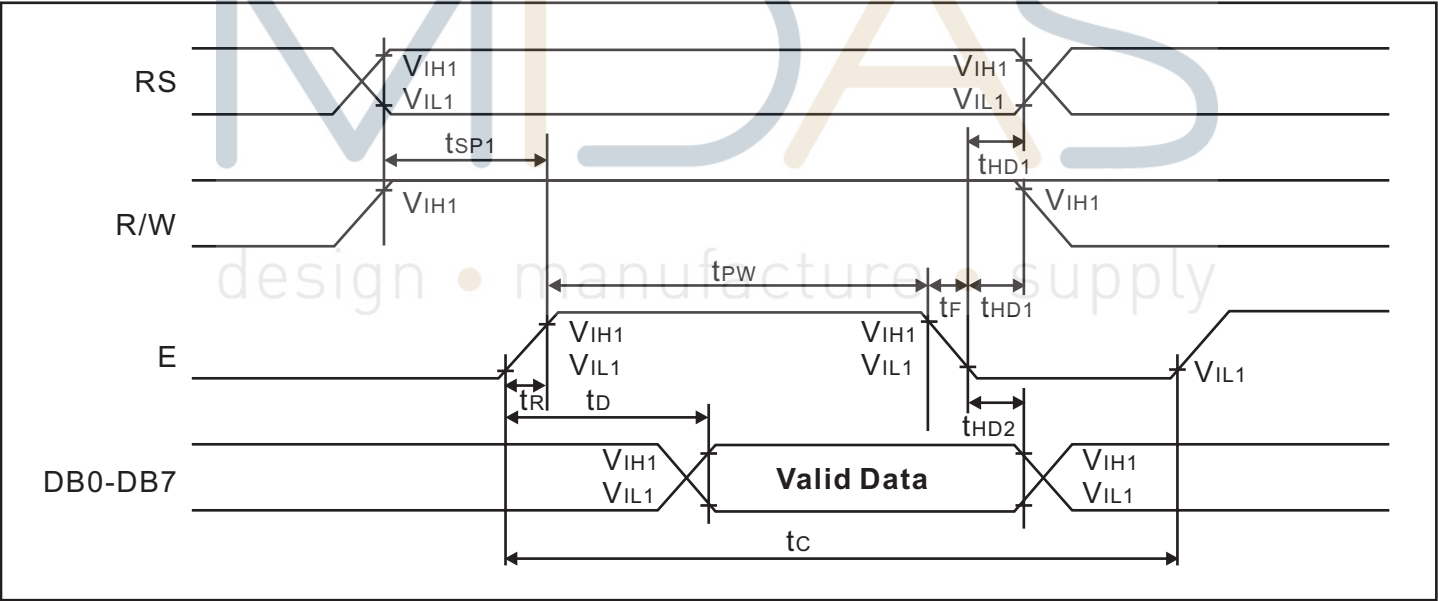 MIDAS
design • manufacture • supply
RS
VIH1
VIL1
VIH1
VIL1
tSP1
tHD1
R/W
VIH1
VIH1
tPW
tF
tHD1
E
VIH1
VIL1
VIH1
VIL1
VIL1
tR
tD
tHD2
DB0-DB7
VIH1
VIL1
Valid Data
VIH1
VIL1
tC